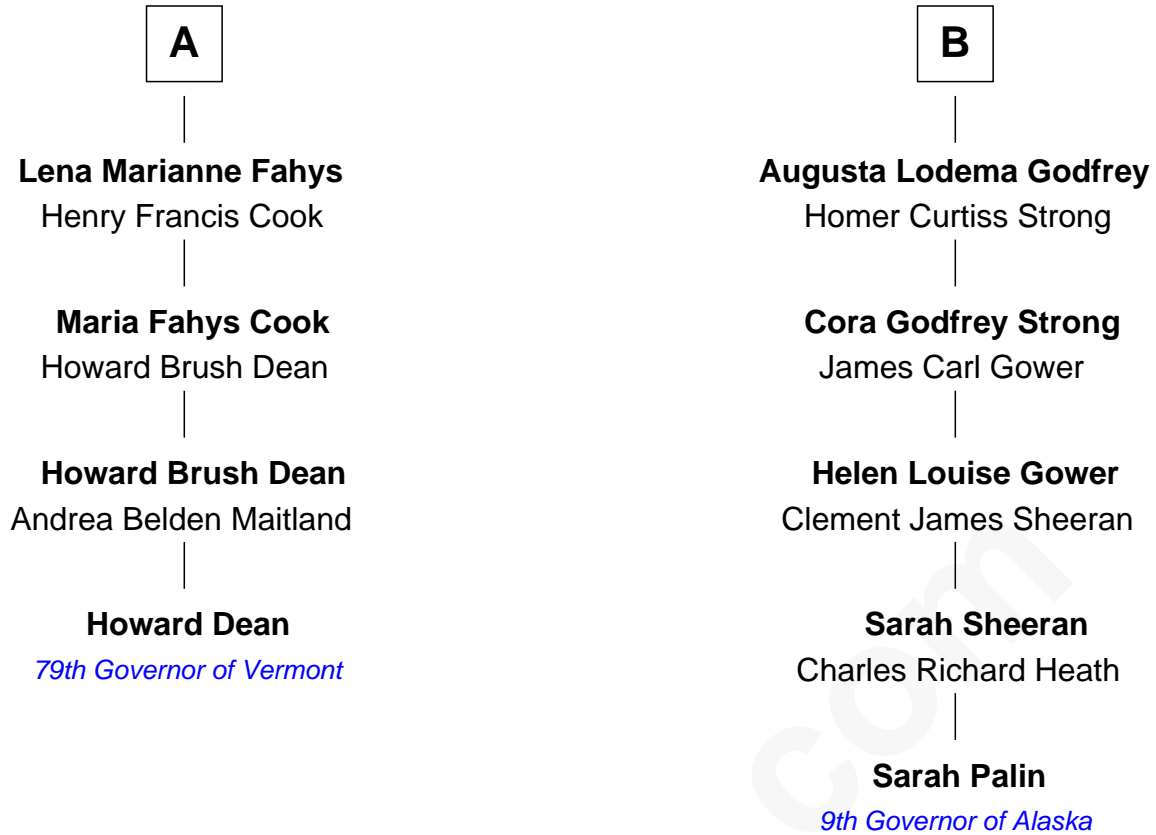 A
Lena Marianne Fahys
Henry Francis Cook
Maria Fahys Cook
Howard Brush Dean
Howard Brush Dean
Andrea Belden Maitland
Howard Dean
79th Governor of Vermont
B
Augusta Lodema Godfrey
Homer Curtiss Strong
Cora Godfrey Strong
James Carl Gower
Helen Louise Gower
Clement James Sheeran
Sarah Sheeran
Charles Richard Heath
Sarah Palin
9th Governor of Alaska
com